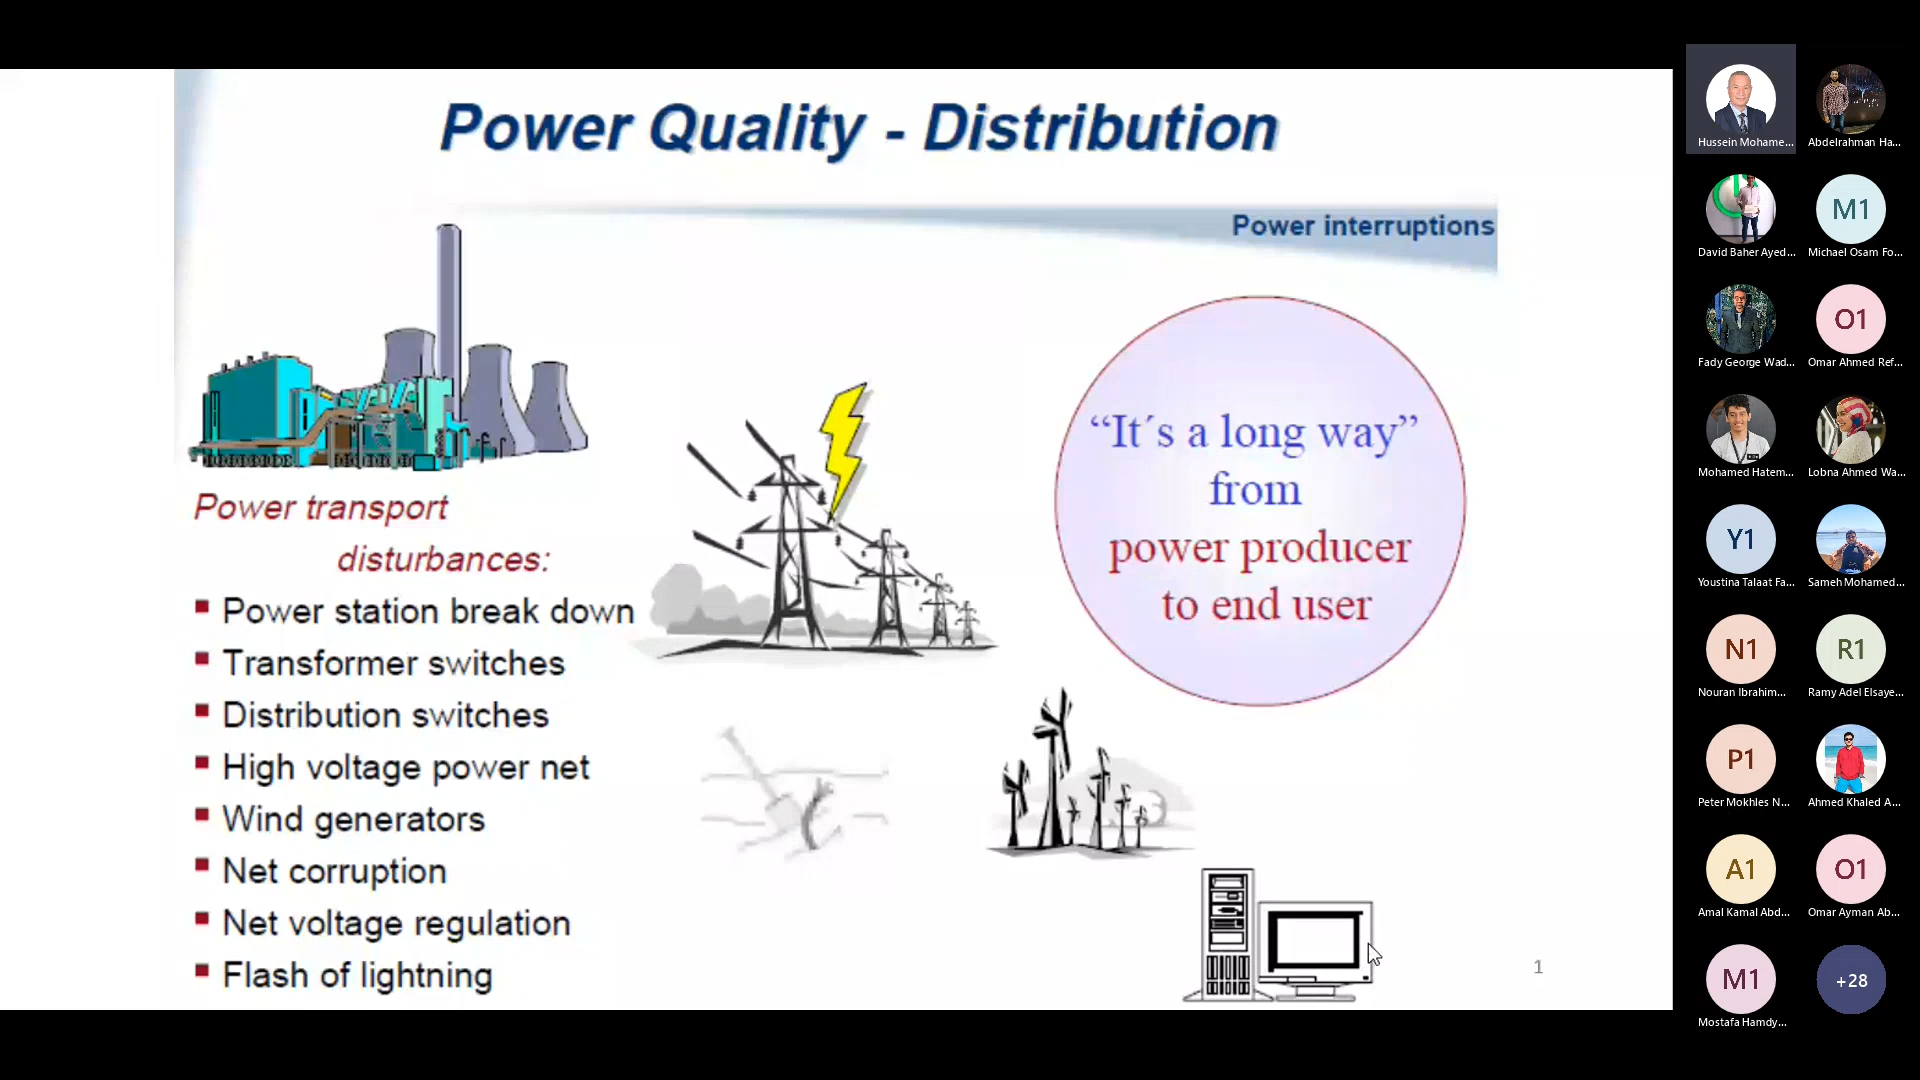 Power Quality - Distribution
Power interruptions
“It´s a long way”
from
power producer
to end user
Power transport
disturbances:
Power station break down
Transformer switches
Distribution switches
High voltage power net
Wind generators
Net corruption
Net voltage regulation
Flash of lightning
1
Hussein Mohame...
Abdelrahman Ha...
David Baher Ayed...
M1
Michael Osam Fo...
Fady George Wad...
O1
Omar Ahmed Ref...
Mohamed Hatem...
Lobna Ahmed Wa...
Y1
Youstina Talaat Fa...
Sameh Mohamed...
N1
Nouran Ibrahim...
R1
Ramy Adel Elsaye...
P1
Peter Mokhles N...
Ahmed Khaled A...
A1
Amal Kamal Abd...
O1
Omar Ayman Ab...
M1
Mostafa Hamdy...
+28